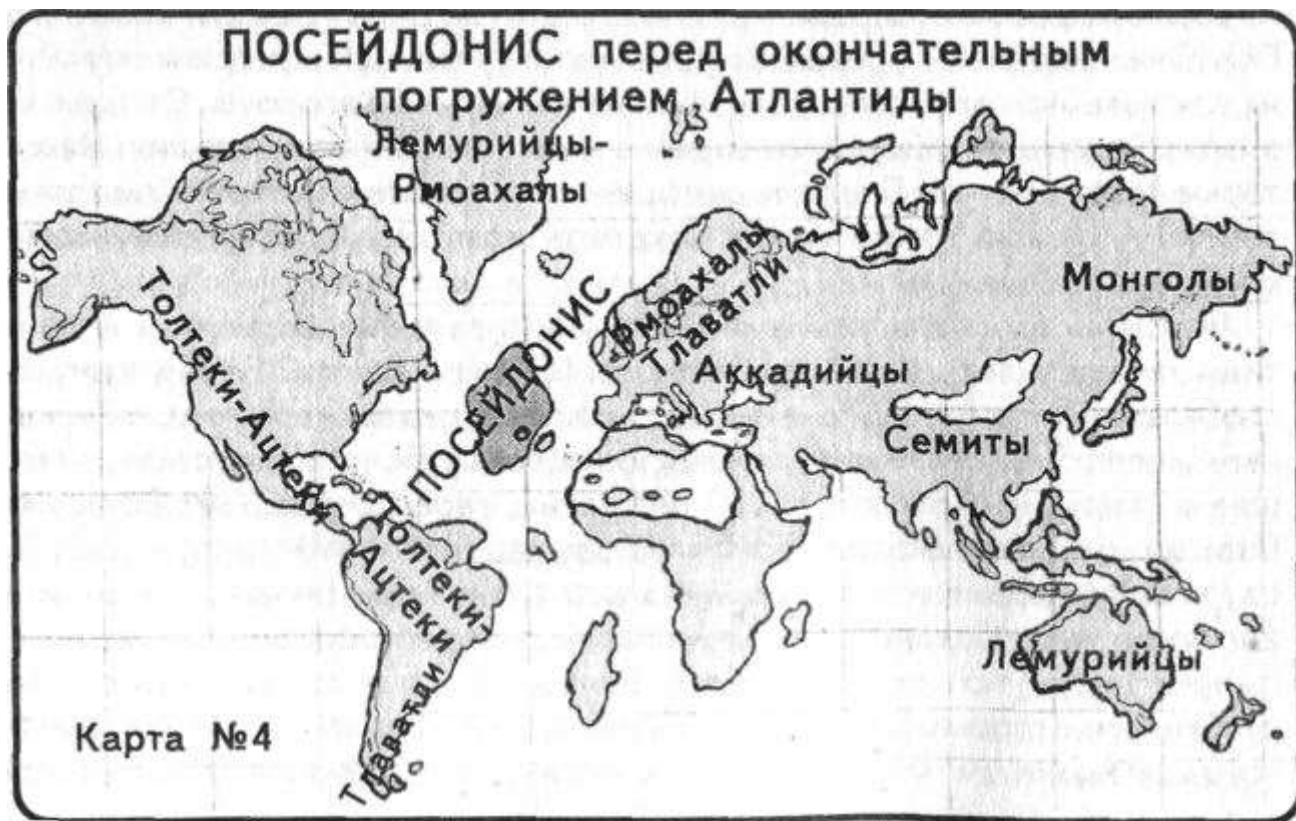 ПОСЕЙДОНИС перед окончательным
погружением Атлантиды
Лемурийцы-
Рмоахалы
Монголы
Рмоахалы
Тлаватли
Толтеки-Ацтеки
ПОСЕЙДОНИС
Аккадийцы
Семиты
Толтеки
Ацтеки
Лемурийцы
Тлаватли
Карта №4